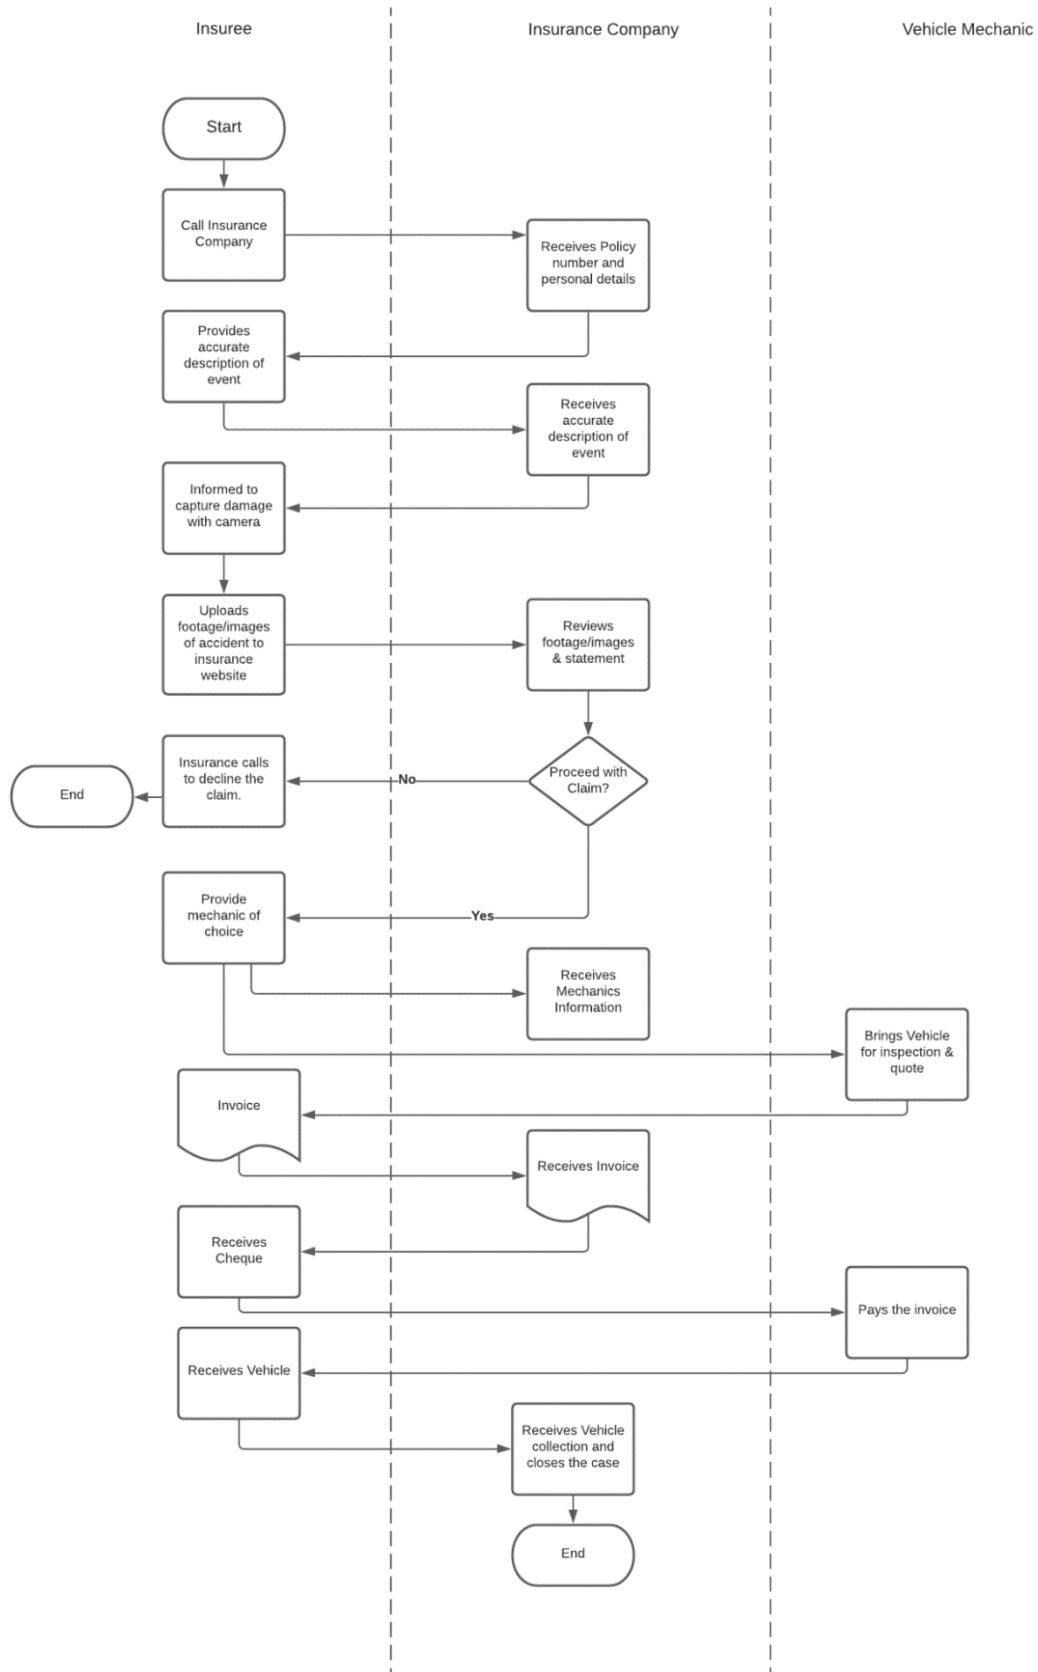 Insuree
Insurance Company
Vehicle Mechanic
Start
Call Insurance
Company
Receives Policy
number and
personal details
Provides
accurate
description of
event
Receives
accurate
description of
event
Informed to
capture damage
with camera
Uploads
footage/images
of accident to
insurance
website
Reviews
footage/images
& statement
Proceed with
Claim?
No
Insurance calls
to decline the
claim.
End
Yes
Provide
mechanic of
choice
Receives
Mechanics
Information
Brings Vehicle
for inspection &
quote
Invoice
Receives Invoice
Receives
Cheque
Pays the invoice
Receives Vehicle
Receives Vehicle
collection and
closes the case
End